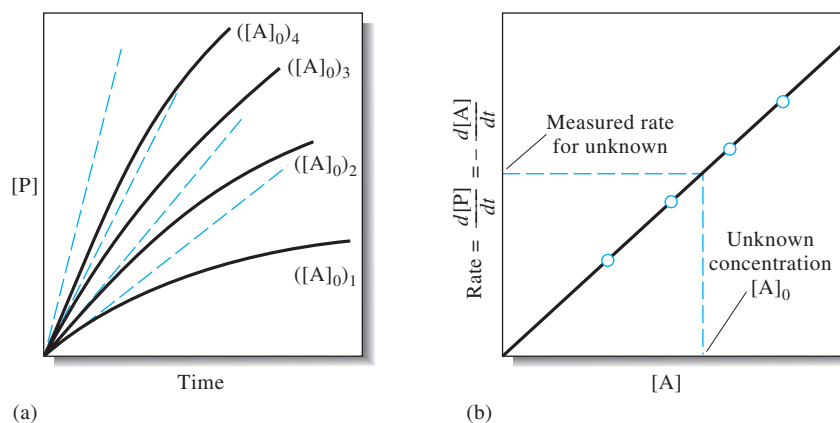 ([A]₀)₄
([A]₀)₃
([A]₀)₂
([A]₀)₁
[P]
Time
(a)
Rate = d[P]/dt = – d[A]/dt
Measured rate
for unknown
Unknown
concentration
[A]₀
[A]
(b)